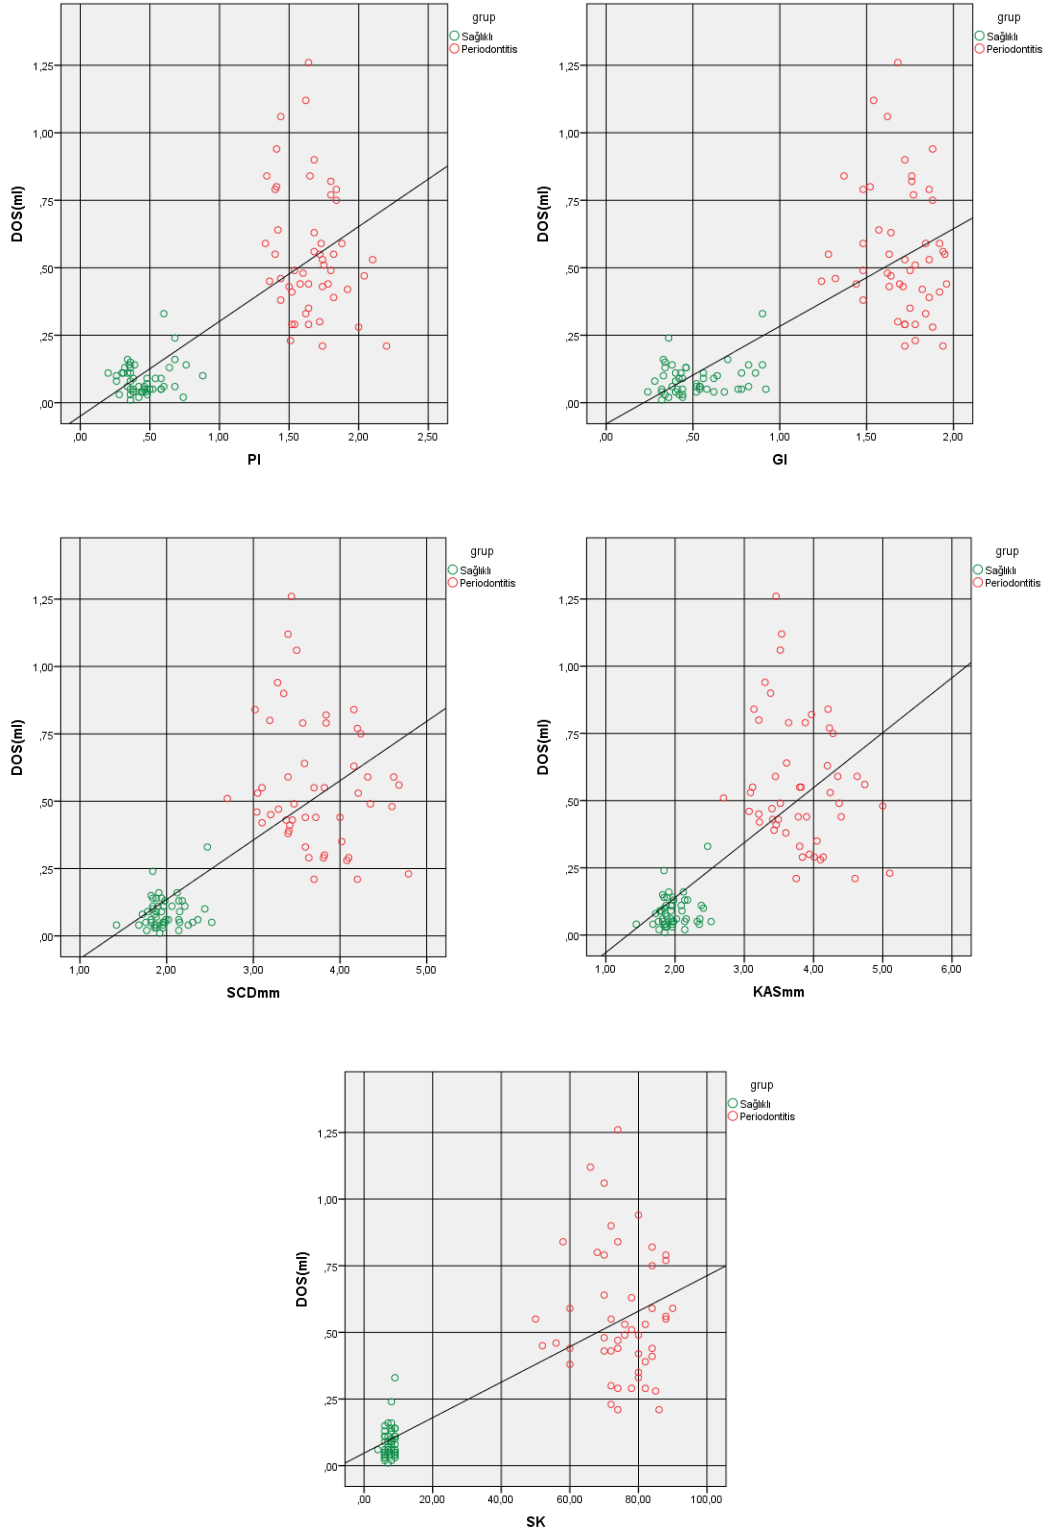 grup
Sağlıklı
Periodontitis
1,25
1,00
,75
,50
,25
,00
DOS(ml)
,00 ,50 1,00 1,50 2,00 2,50
PI
grup
Sağlıklı
Periodontitis
1,25
1,00
,75
,50
,25
,00
DOS(ml)
,00 ,50 1,00 1,50 2,00
GI
grup
Sağlıklı
Periodontitis
1,25
1,00
,75
,50
,25
,00
DOS(ml)
1,00 2,00 3,00 4,00 5,00
SCDmm
grup
Sağlıklı
Periodontitis
1,25
1,00
,75
,50
,25
,00
DOS(ml)
1,00 2,00 3,00 4,00 5,00 6,00
KASmm
grup
Sağlıklı
Periodontitis
1,25
1,00
,75
,50
,25
,00
DOS(ml)
,00 20,00 40,00 60,00 80,00 100,00
SK